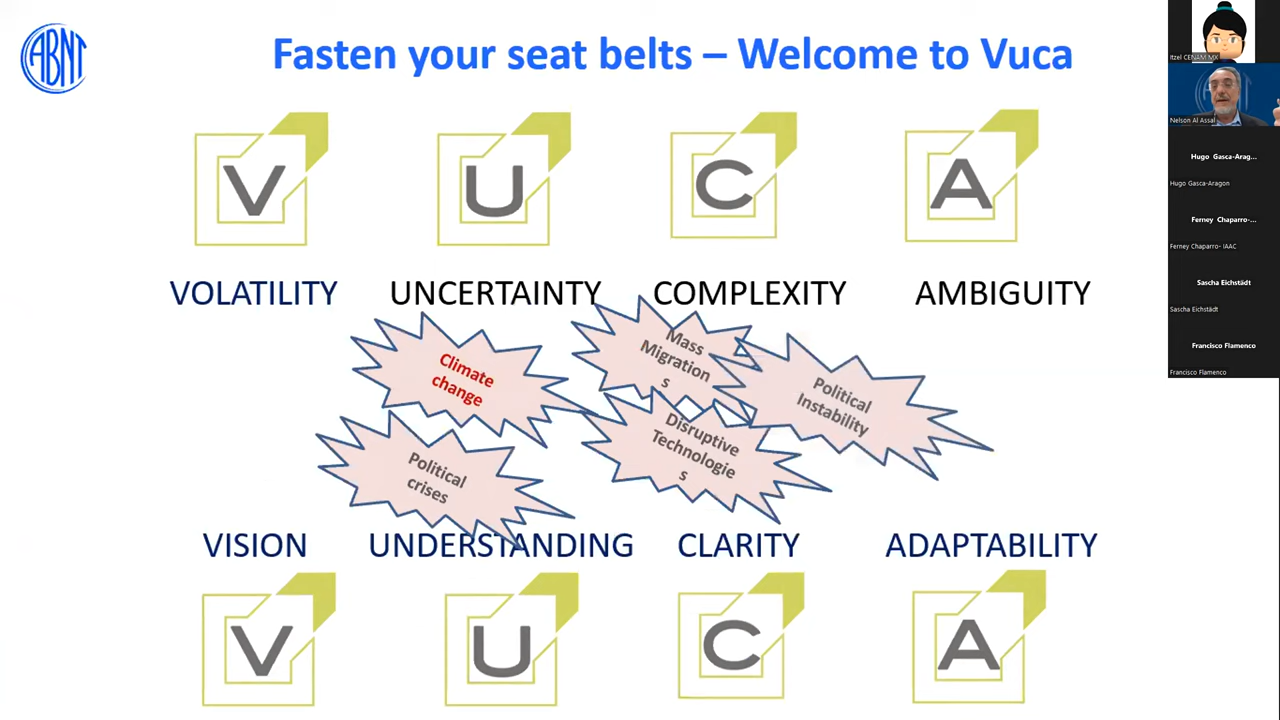 ABNT
Fasten your seat belts – Welcome to Vuca
V U C A
VOLATILITY UNCERTAINTY COMPLEXITY AMBIGUITY
Climate
change
Mass
Migration
s
Political
Instability
Political
crises
Disruptive
Technologie
s
VISION UNDERSTANDING CLARITY ADAPTABILITY
V U C A
Itzel CENAM MX
Nelson Al Assal
Hugo Gasca-Arag...
Hugo Gasca-Aragon
Ferney Chaparro-...
Ferney Chaparro- IAAC
Sascha Eichstädt
Sascha Eichstädt
Francisco Flamenco
Francisco Flamenco